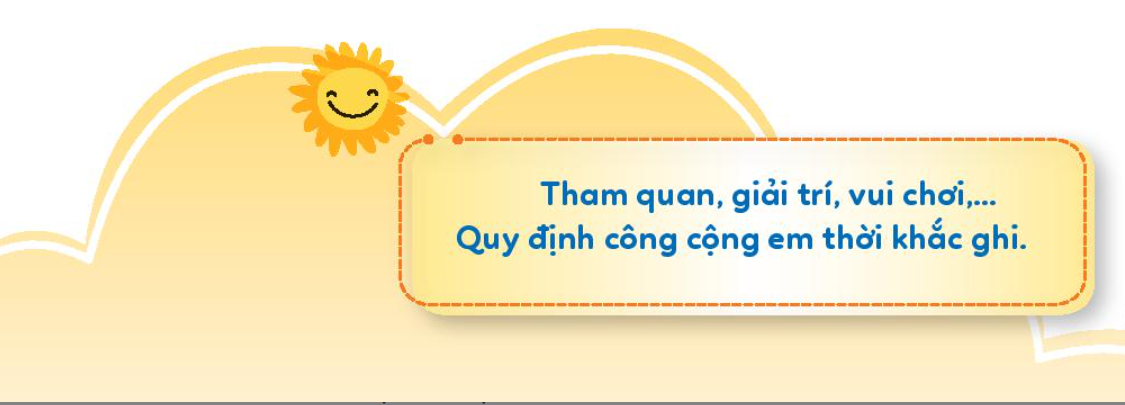 Tham quan, giải trí, vui chơi,...
Quy định công cộng em thời khắc ghi.